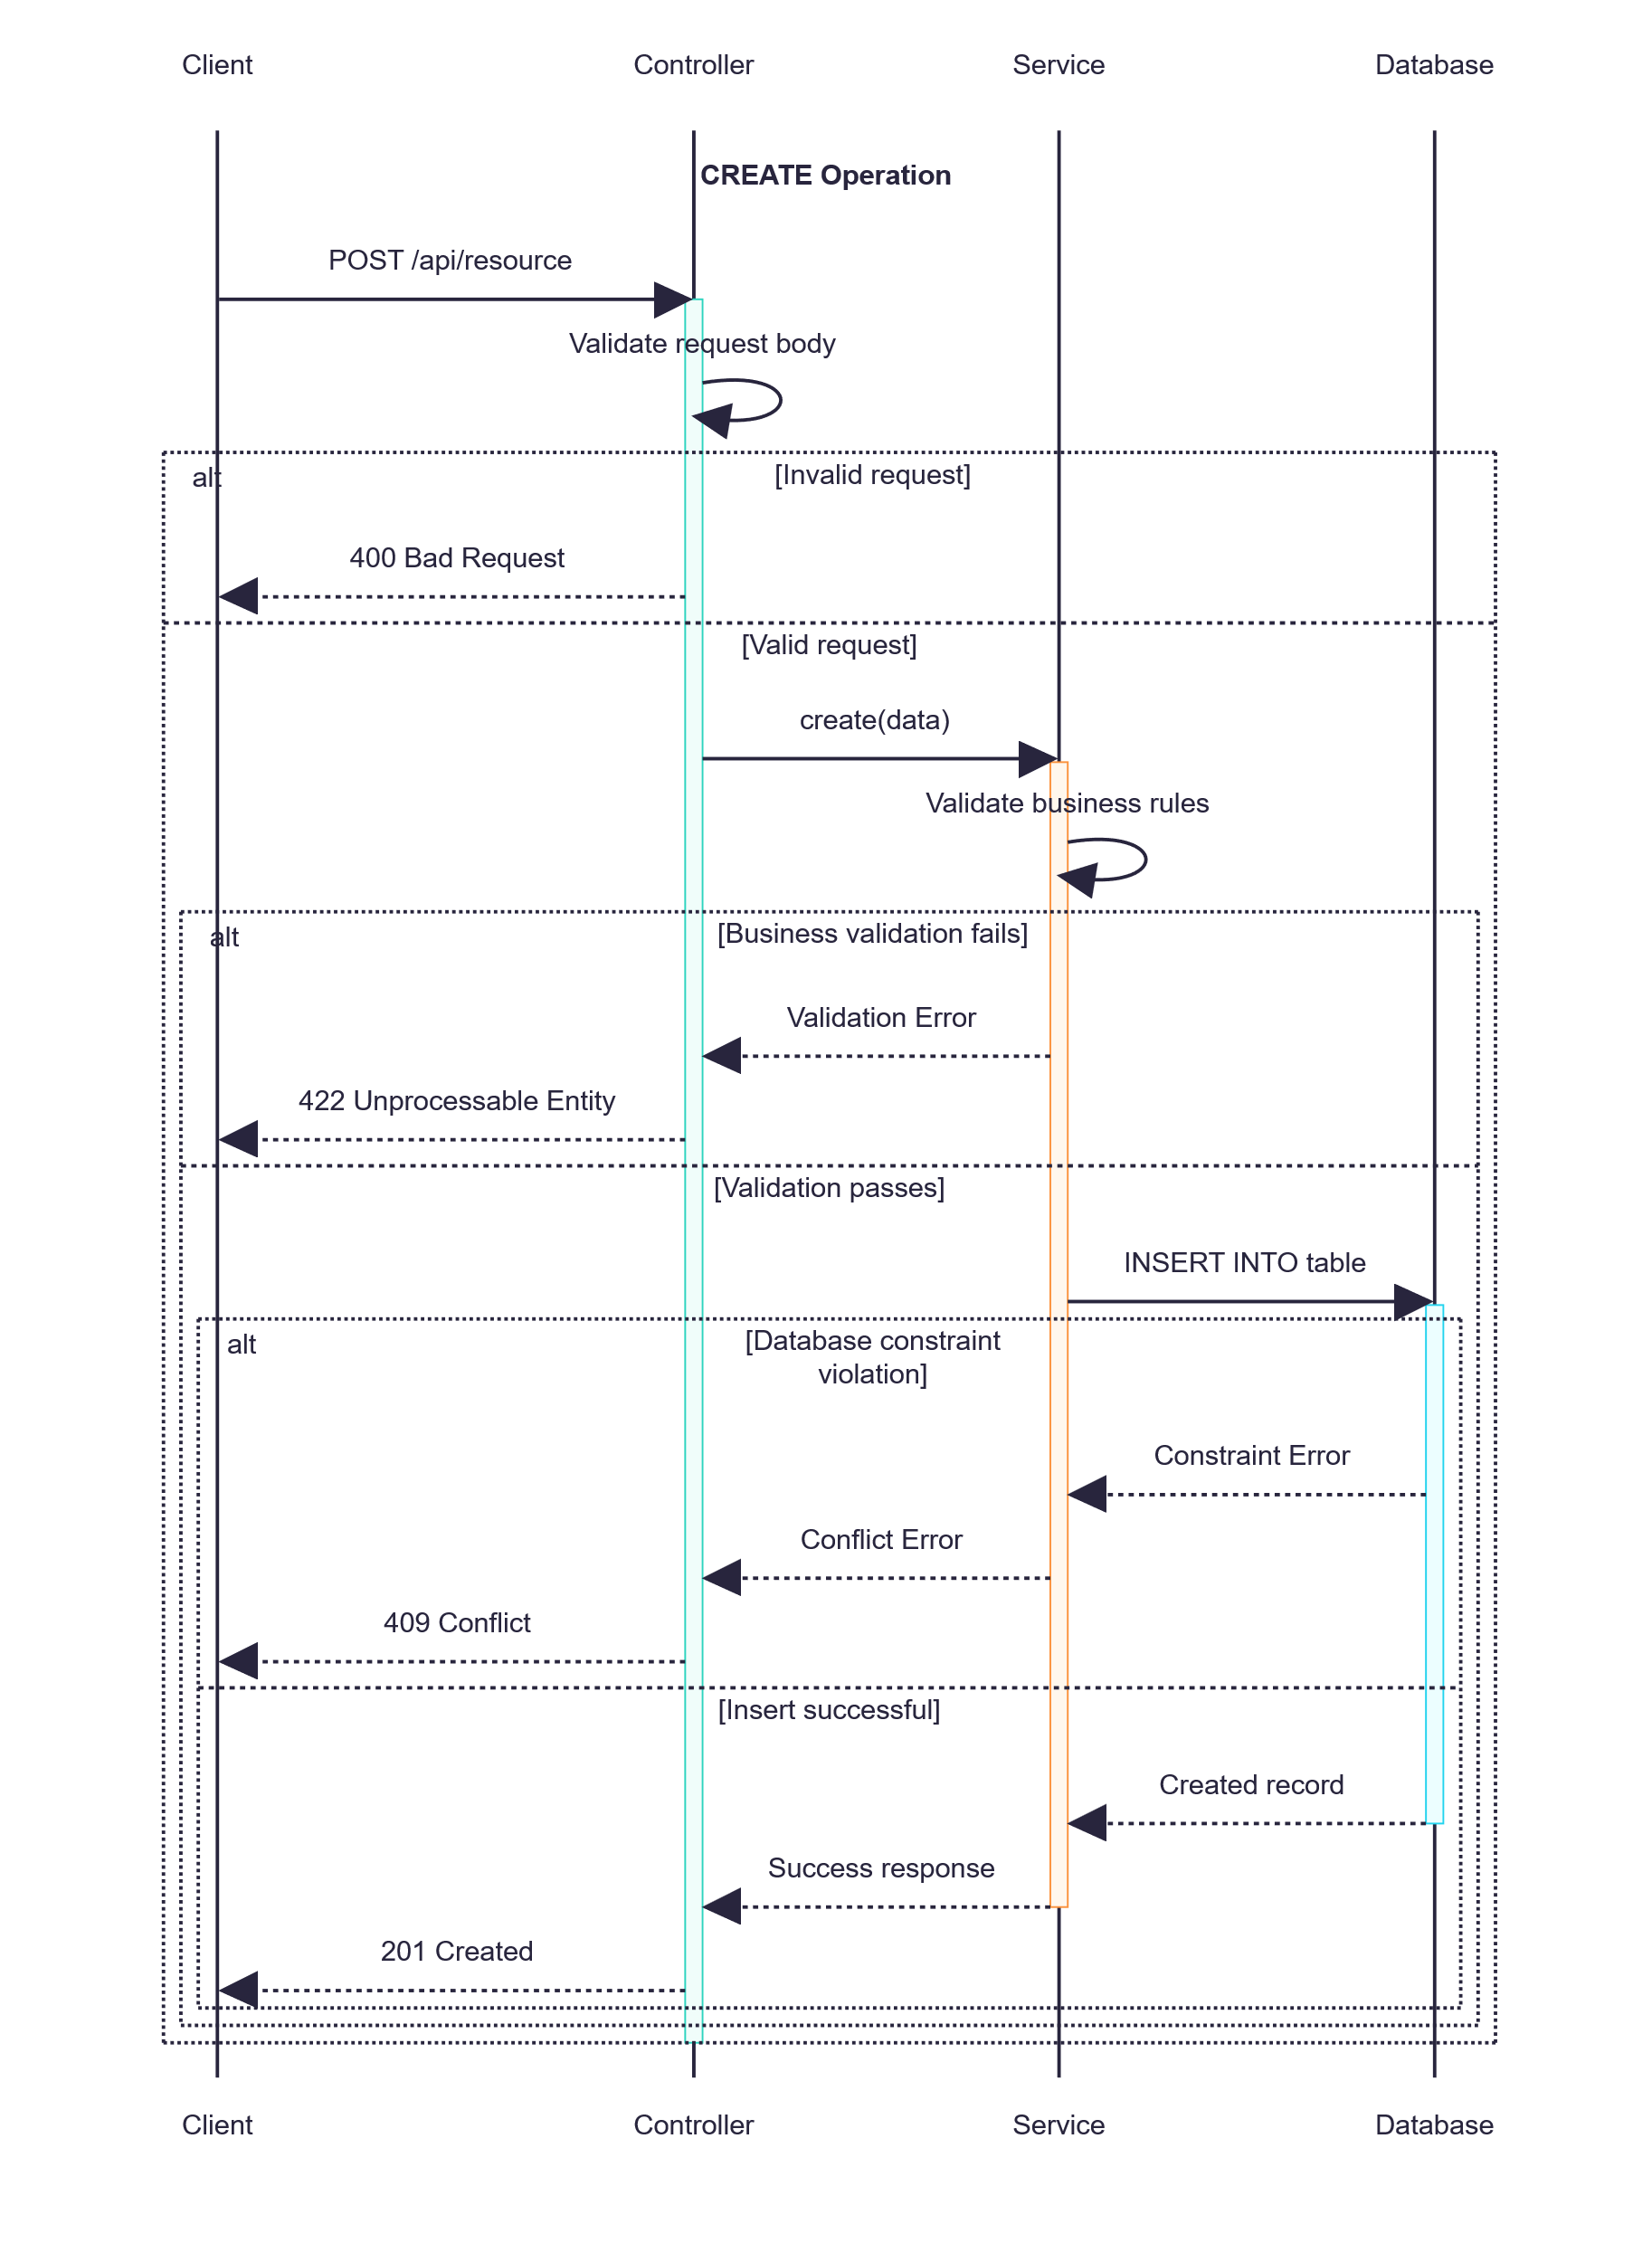 Client
Controller
Service
Database
CREATE Operation
POST /api/resource
Validate request body
alt
[Invalid request]
400 Bad Request
[Valid request]
create(data)
Validate business rules
alt
[Business validation fails]
Validation Error
422 Unprocessable Entity
[Validation passes]
INSERT INTO table
alt
[Database constraint
violation]
Constraint Error
Conflict Error
409 Conflict
[Insert successful]
Created record
Success response
201 Created
Client
Controller
Service
Database